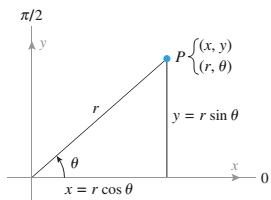 π/2
y
P { (x, y)
(r, θ)
r
y = r sin θ
θ
x
0
x = r cos θ